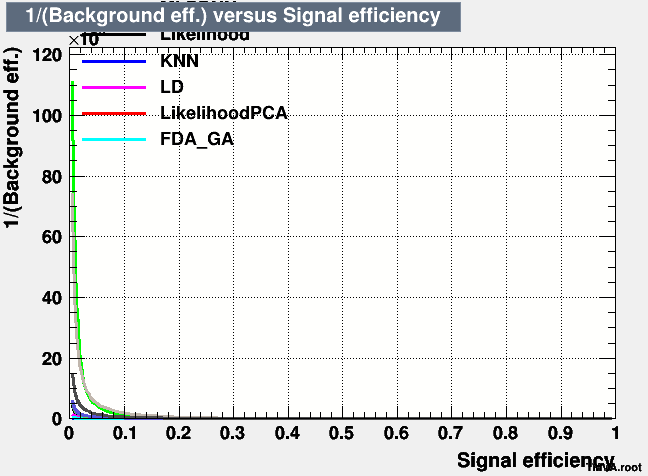 1/(Background eff.) versus Signal efficiency
×10
Likelihood
KNN
LD
LikelihoodPCA
FDA_GA
1/(Background eff.)
120
100
80
60
40
20
0
0 0.1 0.2 0.3 0.4 0.5 0.6 0.7 0.8 0.9 1
Signal efficiency
TMVA.root